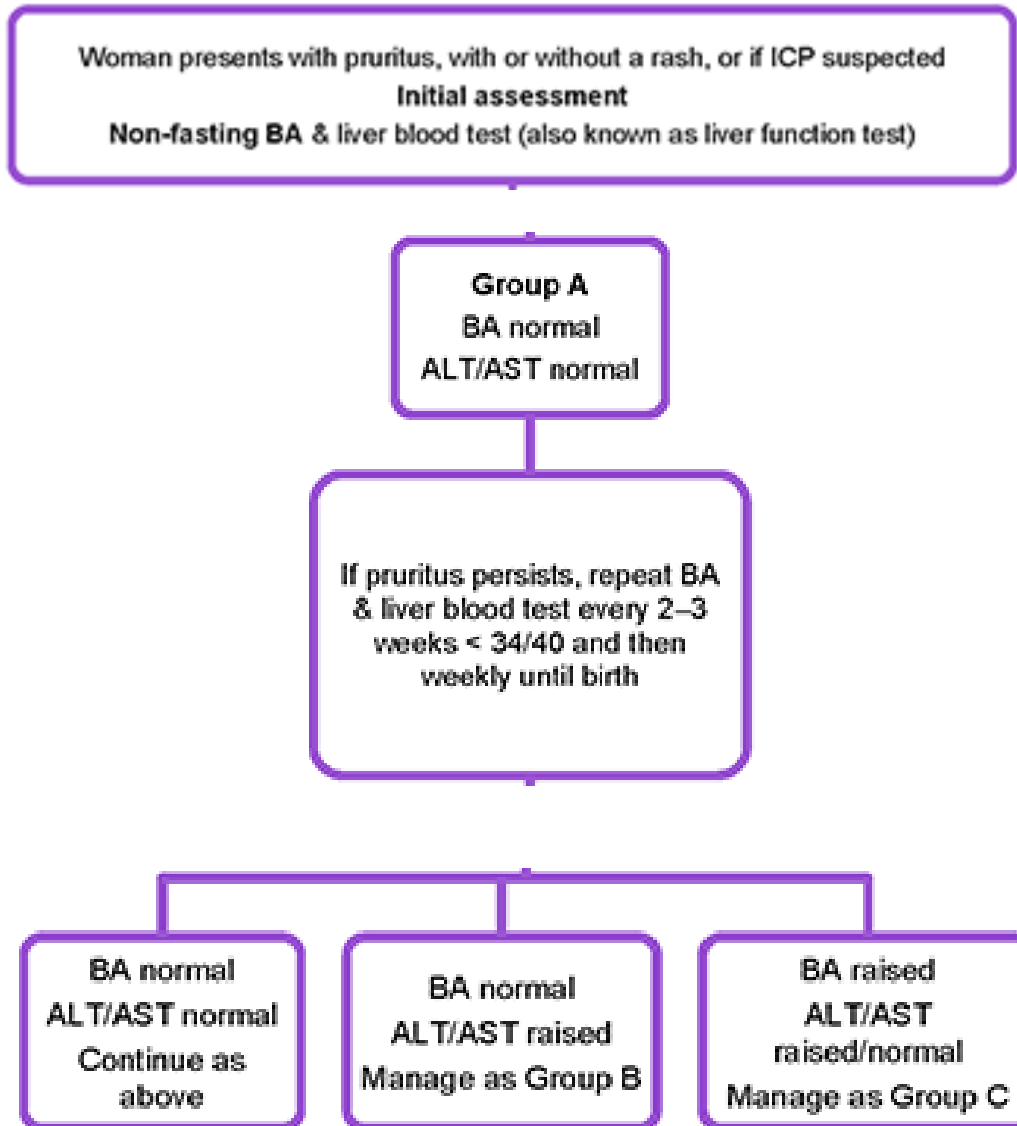 Woman presents with pruritus, with or without a rash, or if ICP suspected
Initial assessment
Non-fasting BA & liver blood test (also known as liver function test)
Group A
BA normal
ALT/AST normal
If pruritus persists, repeat BA
& liver blood test every 2–3
weeks < 34/40 and then
weekly until birth
BA normal
ALT/AST normal
Continue as
above
BA normal
ALT/AST raised
Manage as Group B
BA raised
ALT/AST
raised/normal
Manage as Group C